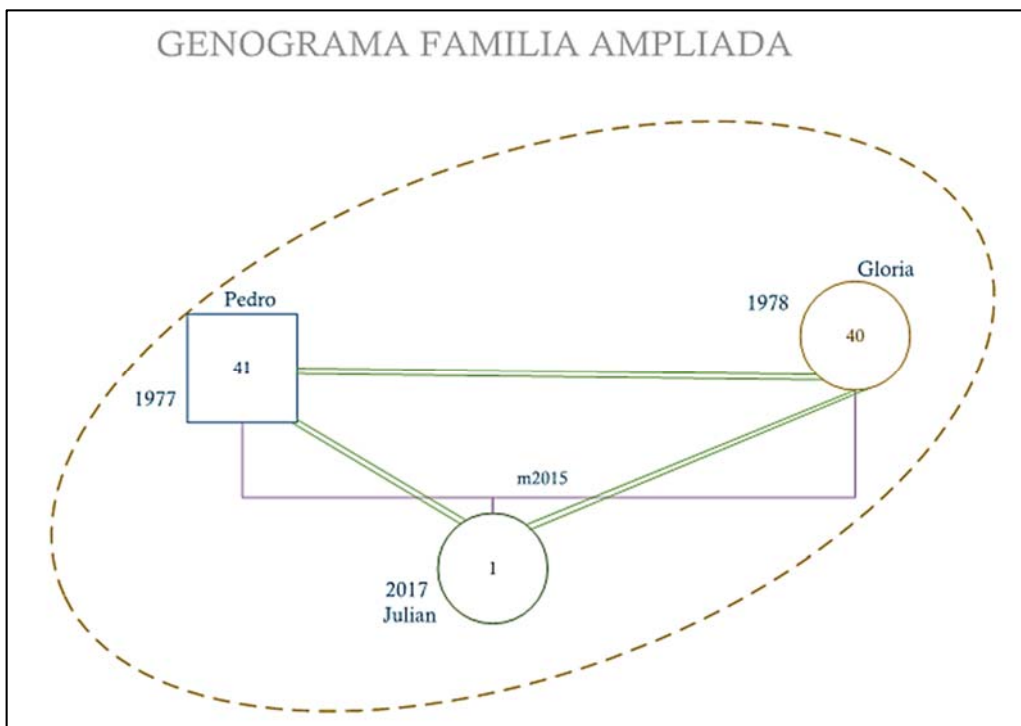 GENOGRAMA FAMILIA AMPLIADA
Gloria
1978
40
Pedro
41
1977
m2015
1
2017
Julian